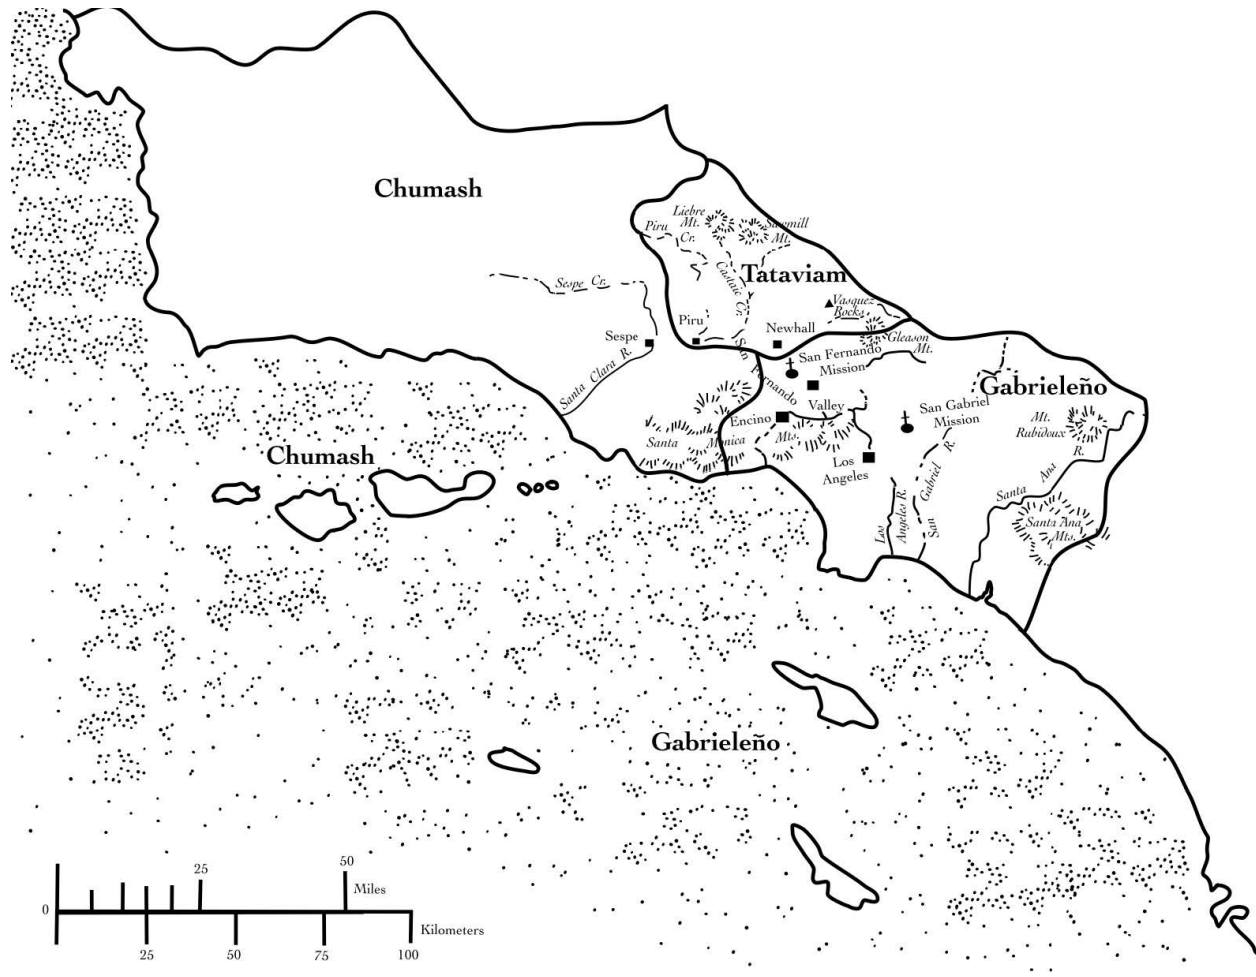 Chumash
Liebre
Mt.
Sawmill
Mt.
Piru
Cr.
Tataviam
Castaic Cr.
Sespe Cr.
Vasquez
Rocks
Piru
Newhall
Sespe
Gleason
Mt.
San Fernando
Mission
San
Fernando
Valley
Santa Clara R.
Gabrieleño
Encino
San Gabriel
Mission
Mt.
Rubidoux
Santa
Monica
Mts.
Los
Angeles
Chumash
Santa
Ana
R.
Los
Angeles R.
San
Gabriel
R.
Santa Ana
Mts.
Gabrieleño
0
25
50
Miles
25
50
75
100
Kilometers